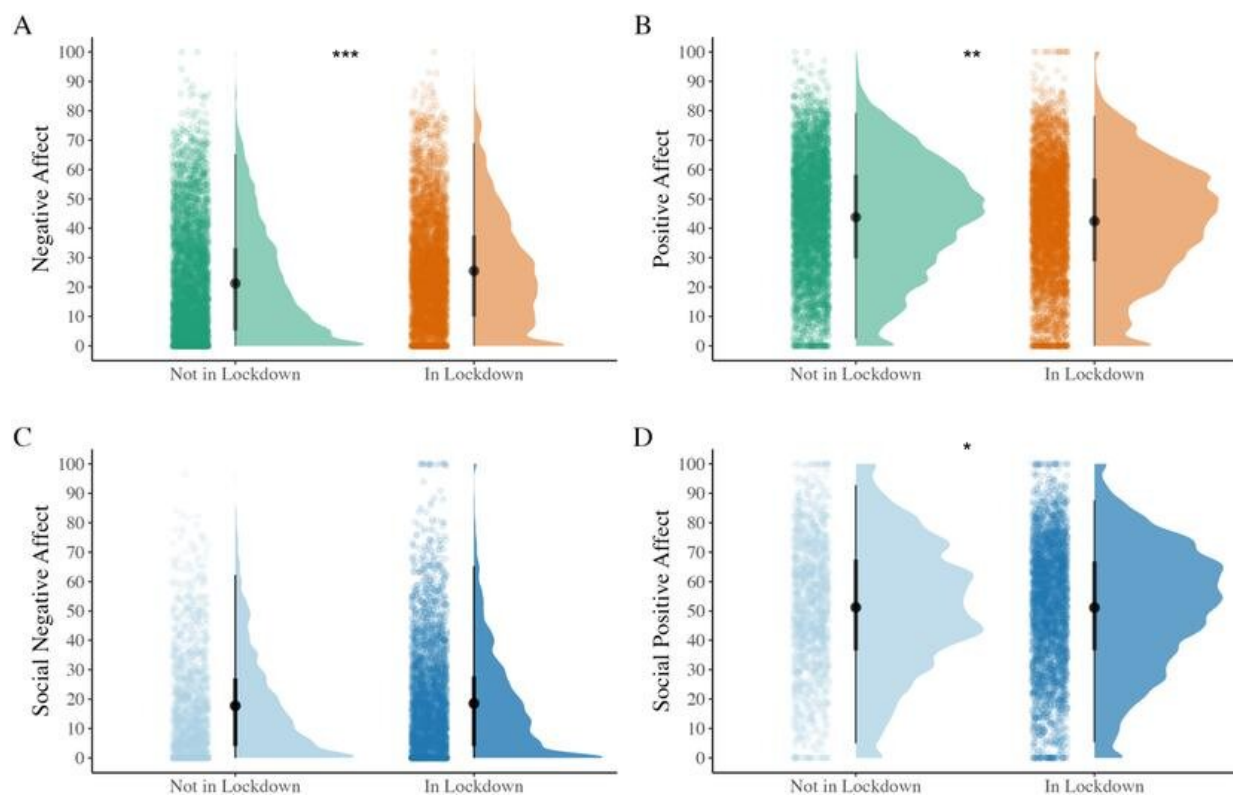 A
Negative Affect
100
90
80
70
60
50
40
30
20
10
0
***
Not in Lockdown
In Lockdown
B
Positive Affect
100
90
80
70
60
50
40
30
20
10
0
**
Not in Lockdown
In Lockdown
C
Social Negative Affect
100
90
80
70
60
50
40
30
20
10
0
Not in Lockdown
In Lockdown
D
Social Positive Affect
100
90
80
70
60
50
40
30
20
10
0
*
Not in Lockdown
In Lockdown